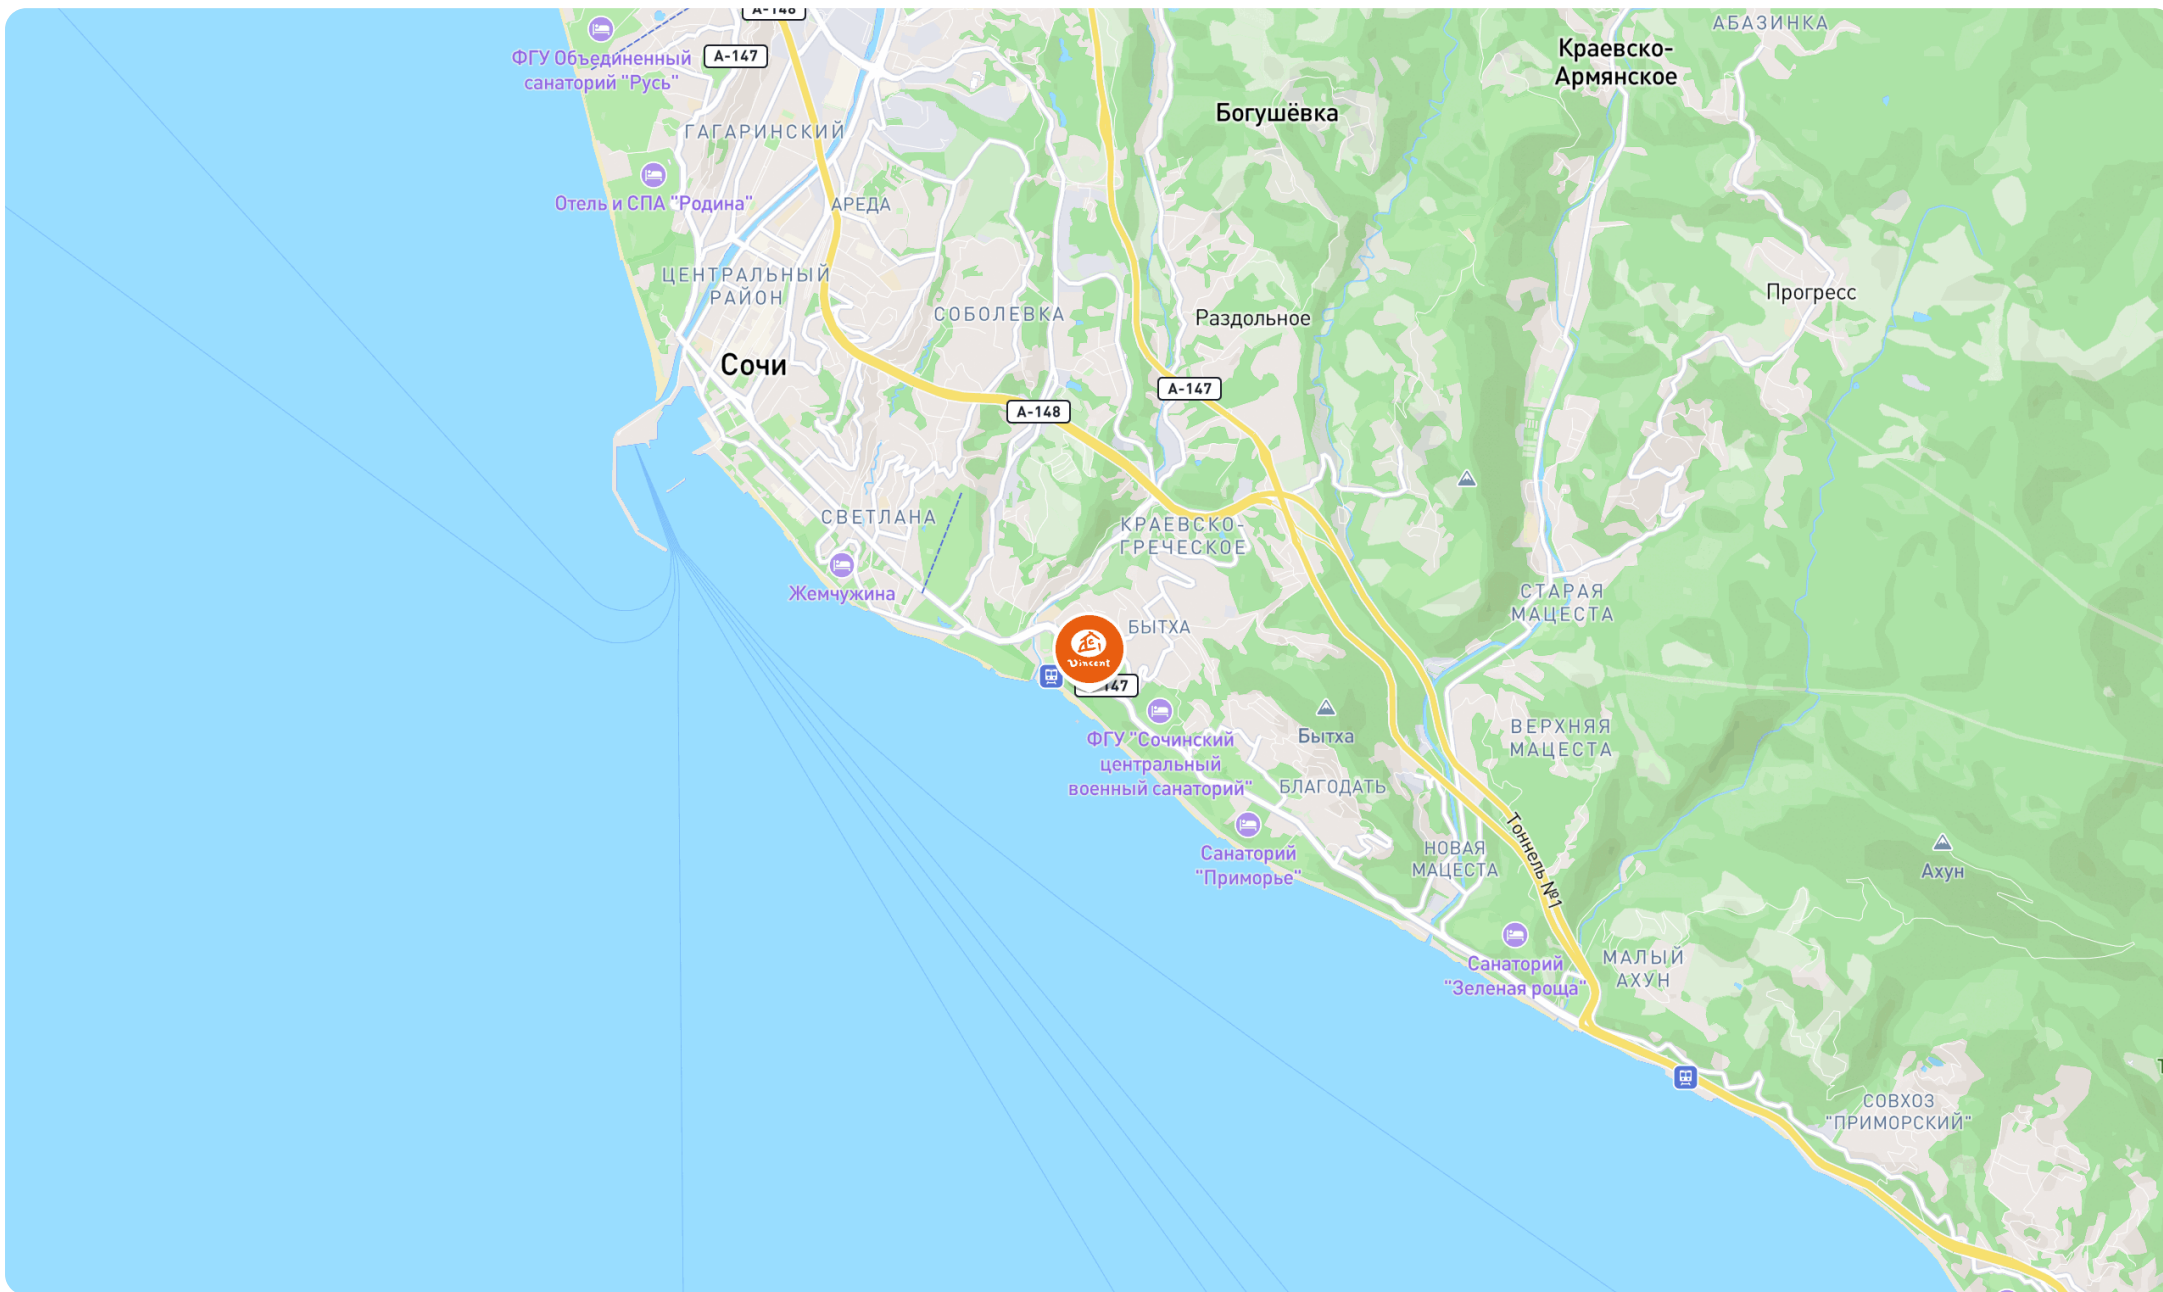 А-148
А-147
ФГУ Объединенный
санаторий "Русь"
АБАЗИНКА
Краевско-
Армянское
Богушёвка
ГАГАРИНСКИЙ
Отель и СПА "Родина"
АРЕДА
ЦЕНТРАЛЬНЫЙ
РАЙОН
СОБОЛЕВКА
Раздольное
Прогресс
Сочи
А-147
А-148
СВЕТЛАНА
КРАЕВСКО-
ГРЕЧЕСКОЕ
Жемчужина
СТАРАЯ
МАЦЕСТА
БЫТХА
Vincent
147
ФГУ "Сочинский
центральный
военный санаторий"
Бытха
ВЕРХНЯЯ
МАЦЕСТА
БЛАГОДАТЬ
Санаторий
"Приморье"
НОВАЯ
МАЦЕСТА
Тоннель №1
Ахун
Санаторий
"Зеленая роща"
МАЛЫЙ
АХУН
СОВХОЗ
"ПРИМОРСКИЙ"